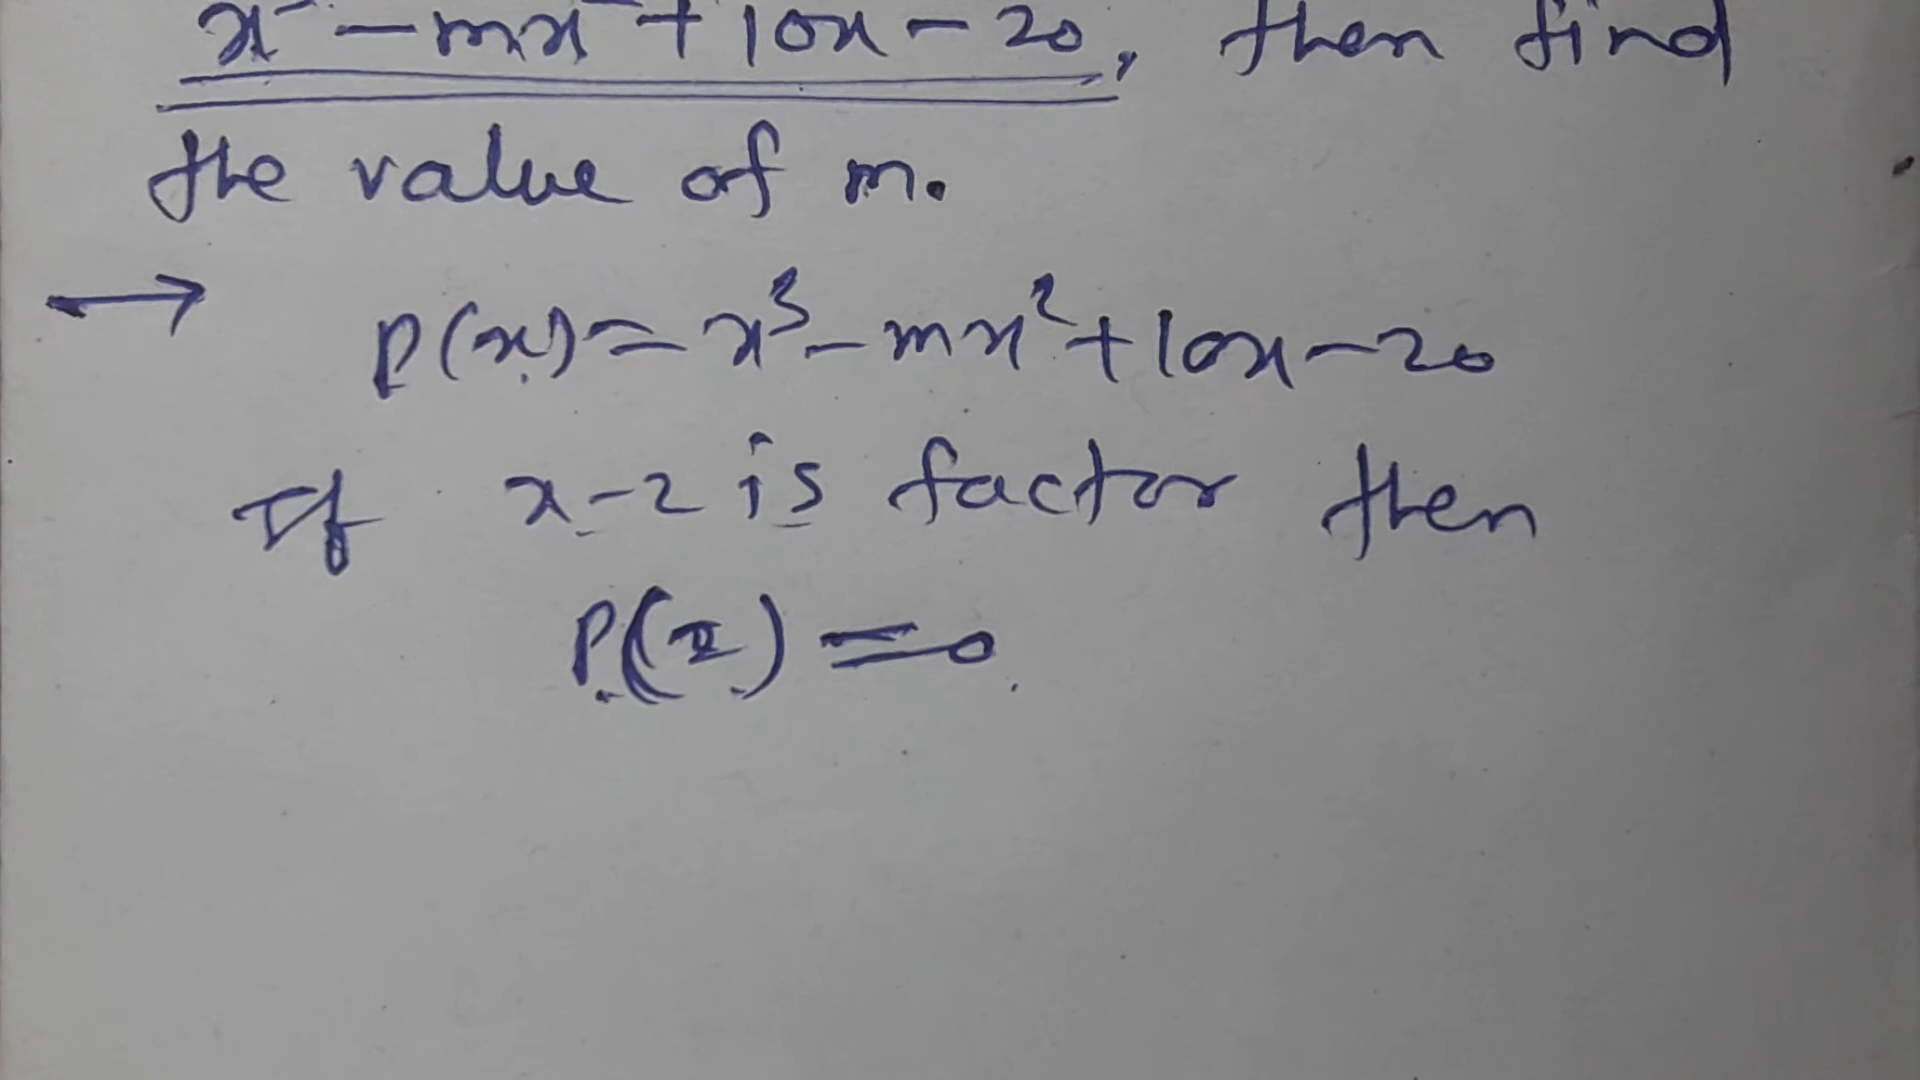 x³ - mx² + 10x - 20, then find
the value of m.
→ P(x) = x³ - mx² + 10x - 20
If x-2 is factor then
P(2) = 0